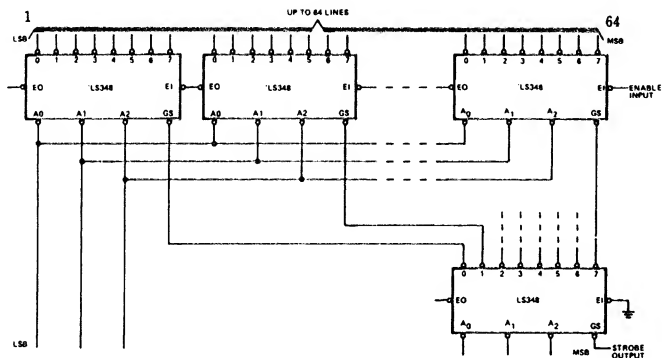 UP TO 64 LINES
1 64
LSB MSB
0 1 2 3 4 5 6 7 0 1 2 3 4 5 6 7 0 1 2 3 4 5 6 7
EO 'LS348 EI EO 'LS348 EI EO 'LS348 EI ENABLE
INPUT
A0 A1 A2 GS A0 A1 A2 GS A0 A1 A2 GS
0 1 2 3 4 5 6 7
EO LS348 EI
A0 A1 A2 GS
LSB MSB STROBE
OUTPUT